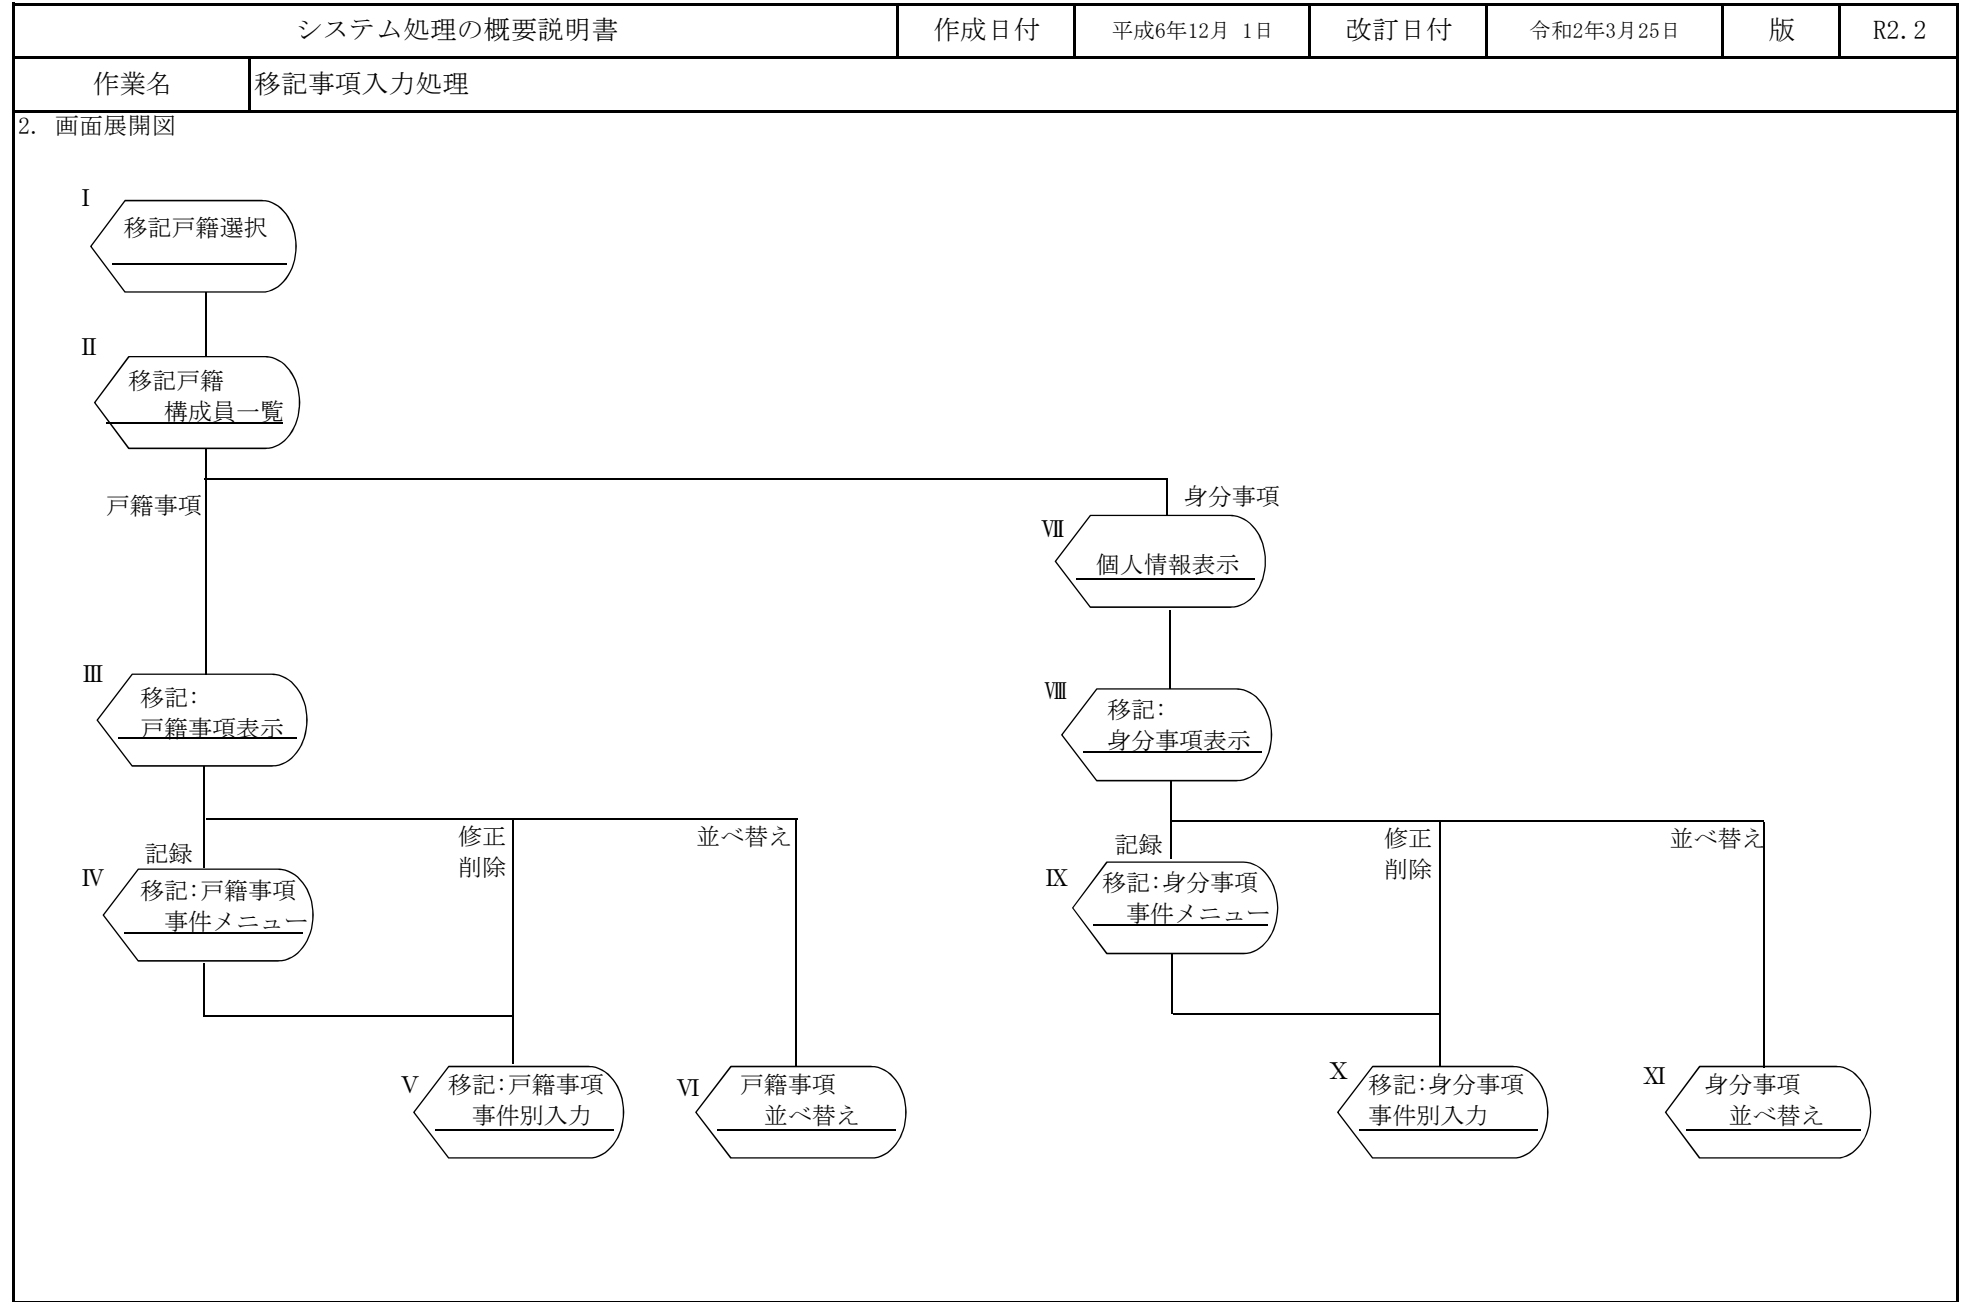 システム処理の概要説明書 作成日付 平成6年12月 1日 改訂日付 令和2年3月25日 版 R2.2
作業名 移記事項入力処理
2. 画面展開図
Ⅰ
移記戸籍選択
Ⅱ
移記戸籍
構成員一覧
戸籍事項
身分事項
Ⅶ
個人情報表示
Ⅲ
移記:
戸籍事項表示
Ⅷ
移記:
身分事項表示
記録
修正
削除
並べ替え
Ⅳ
移記:戸籍事項
事件メニュー
記録
修正
削除
並べ替え
Ⅸ
移記:身分事項
事件メニュー
Ⅴ
移記:戸籍事項
事件別入力
Ⅵ
戸籍事項
並べ替え
Ⅹ
移記:身分事項
事件別入力
Ⅺ
身分事項
並べ替え